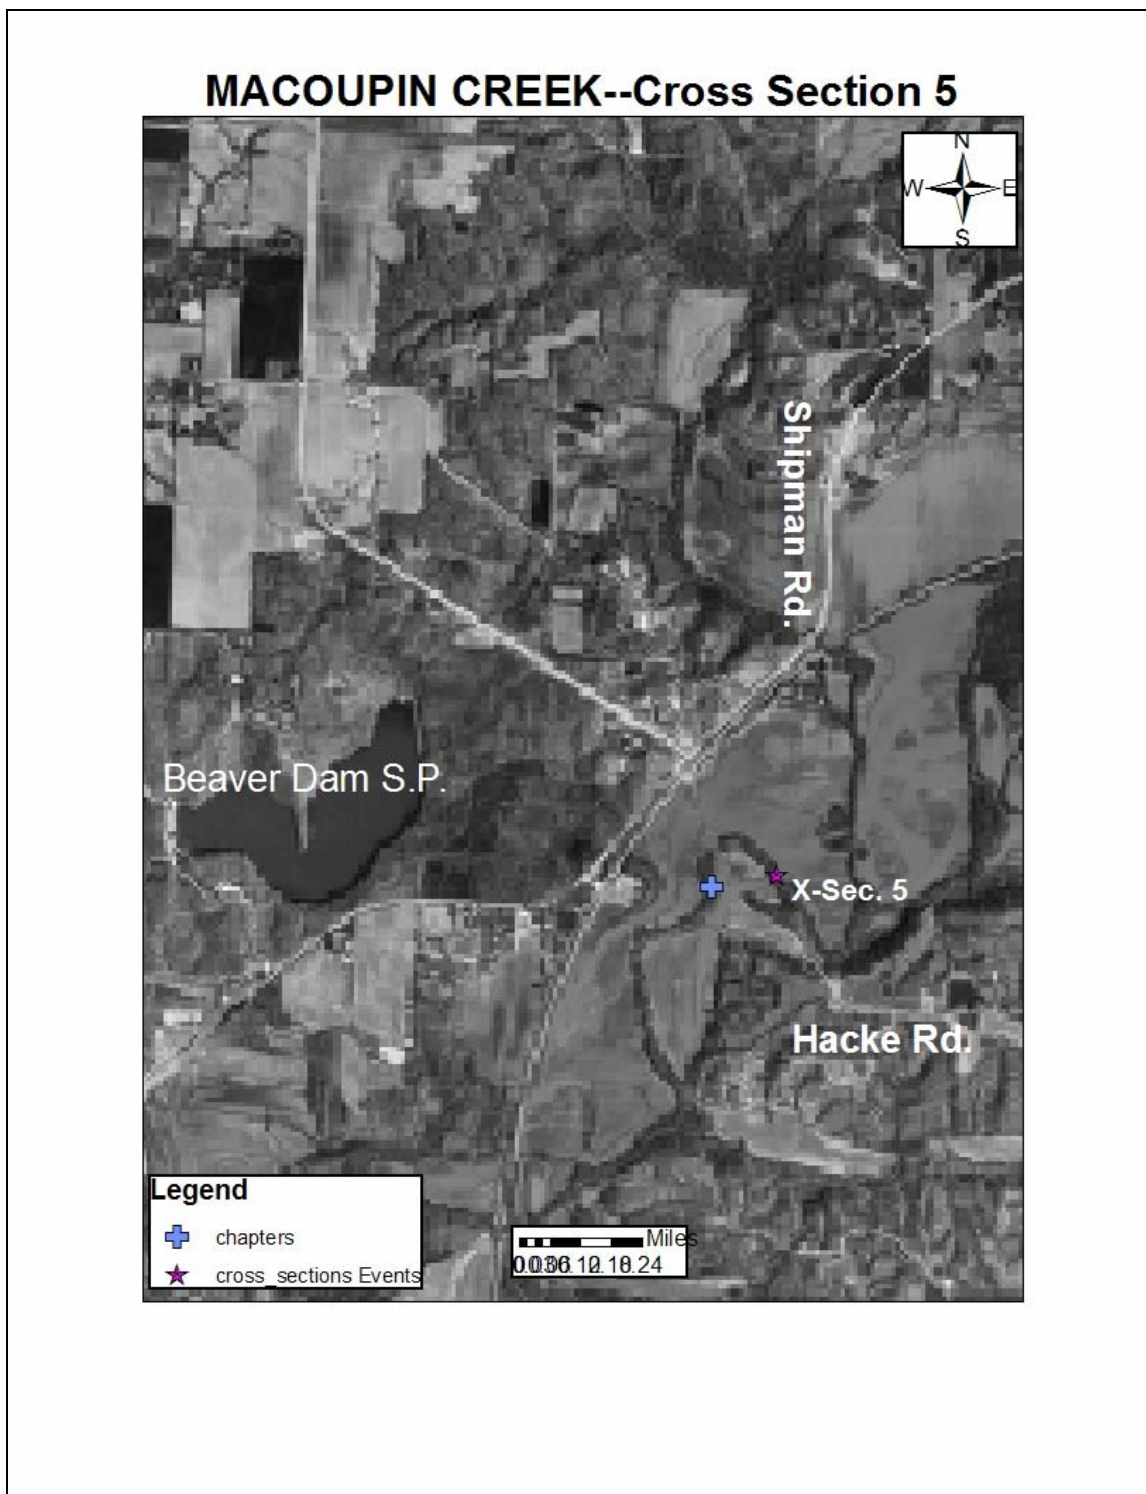 MACOUPIN CREEK--Cross Section 5
N
W E
S
Shipman Rd.
Beaver Dam S.P.
X-Sec. 5
Hacke Rd.
Legend
chapters
cross_sections Events
Miles